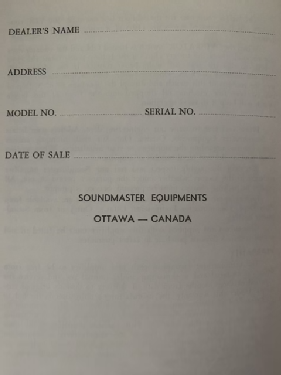 DEALER'S NAME
ADDRESS
MODEL NO. SERIAL NO.
DATE OF SALE
SOUNDMASTER EQUIPMENTS
OTTAWA — CANADA